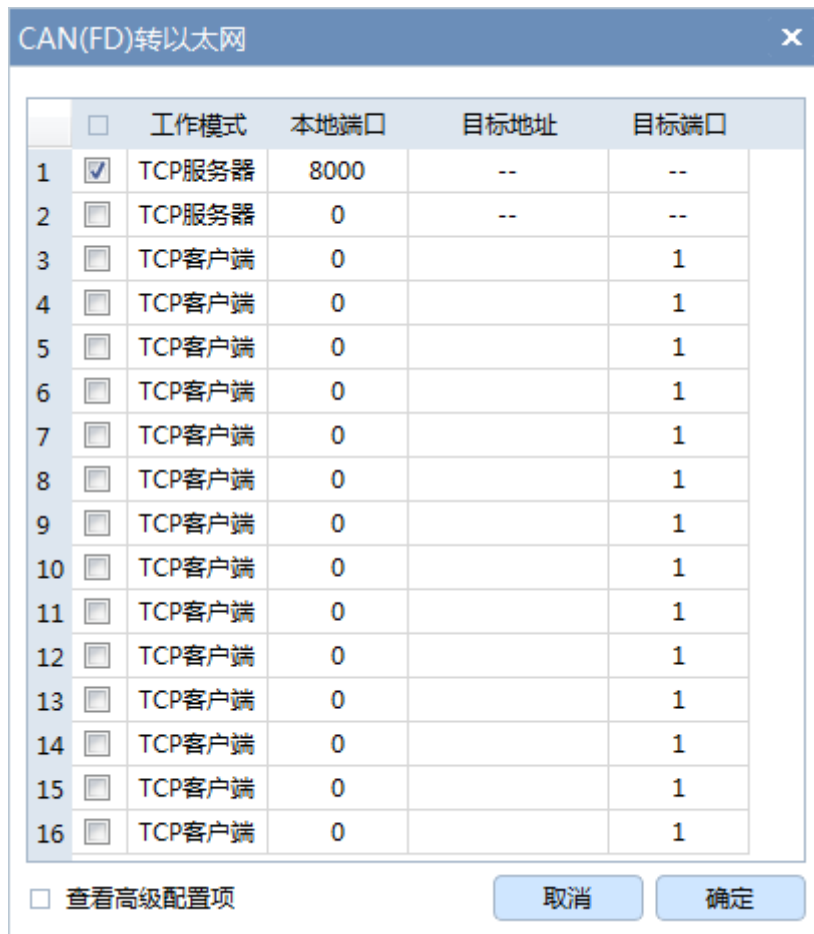 CAN(FD)转以太网
工作模式 本地端口 目标地址 目标端口
1 TCP服务器 8000 -- --
2 TCP服务器 0 -- --
3 TCP客户端 0 1
4 TCP客户端 0 1
5 TCP客户端 0 1
6 TCP客户端 0 1
7 TCP客户端 0 1
8 TCP客户端 0 1
9 TCP客户端 0 1
10 TCP客户端 0 1
11 TCP客户端 0 1
12 TCP客户端 0 1
13 TCP客户端 0 1
14 TCP客户端 0 1
15 TCP客户端 0 1
16 TCP客户端 0 1
查看高级配置项 取消 确定